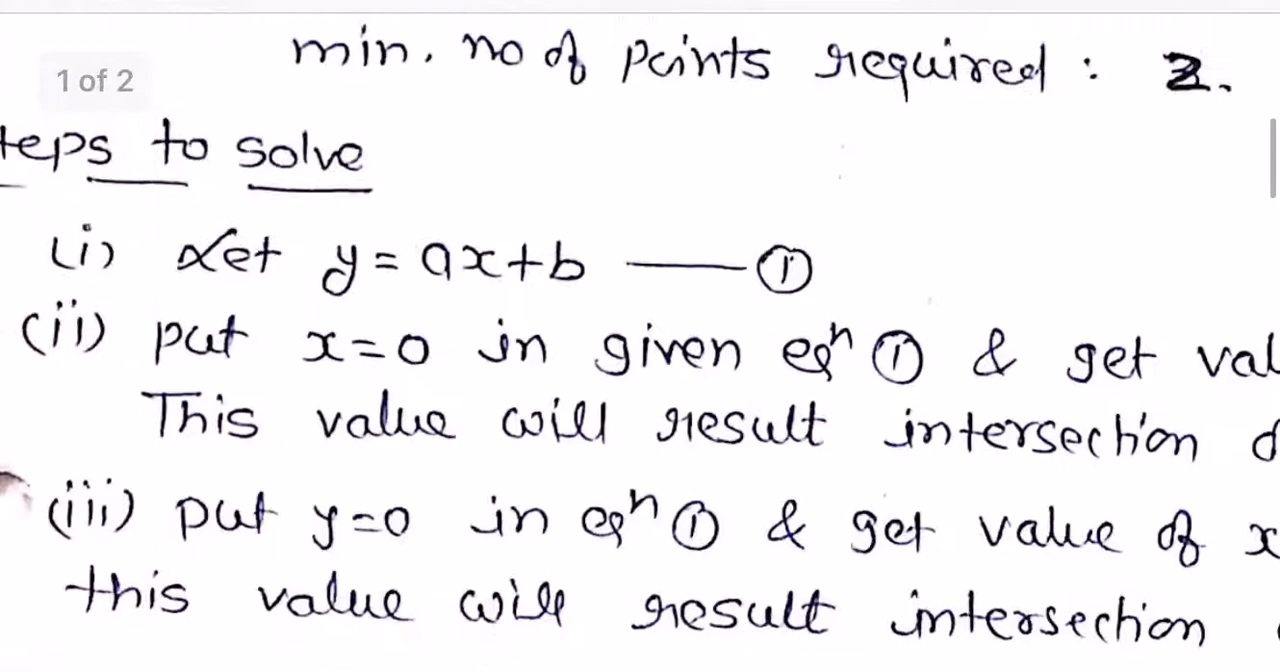 min. no of points required : 2.
1 of 2
teps to solve
(i) Let y = ax+b —— ①
(ii) put x=0 in given eqⁿ ① & get val
This value will result intersection o
(iii) put y=0 in eqⁿ ① & get value of x
this value will result intersection